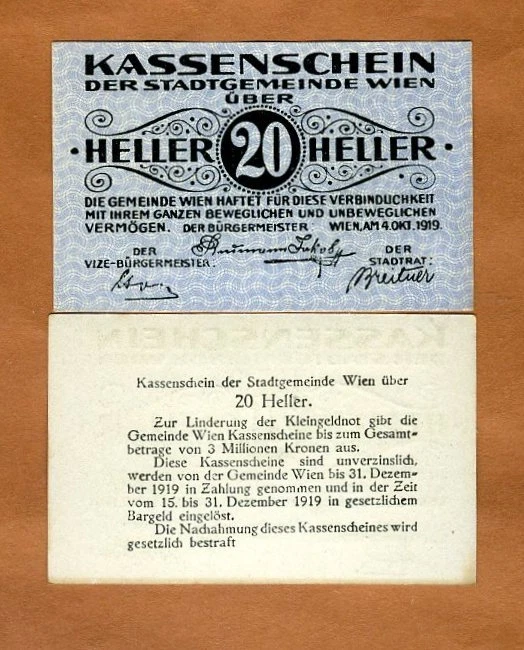 KASSENSCHEIN
DER STADTGEMEINDE WIEN
ÜBER
· HELLER 20 HELLER ·
DIE GEMEINDE WIEN HAFTET FÜR DIESE VERBINDLICHKEIT
MIT IHREM GANZEN BEWEGLICHEN UND UNBEWEGLICHEN
VERMÖGEN. DER BÜRGERMEISTER WIEN, AM 4. OKT. 1919.
DER
VIZE-BÜRGERMEISTER:
DER
STADTRAT:
Breitner
Kassenschein der Stadtgemeinde Wien über
20 Heller.
Zur Linderung der Kleingeldnot gibt die
Gemeinde Wien Kassenscheine bis zum Gesamt-
betrage von 3 Millionen Kronen aus.
Diese Kassenscheine sind unverzinslich,
werden von der Gemeinde Wien bis 31. Dezem-
ber 1919 in Zahlung genommen und in der Zeit
vom 15. bis 31. Dezember 1919 in gesetzlichem
Bargeld eingelöst.
Die Nachahmung dieses Kassenscheines wird
gesetzlich bestraft